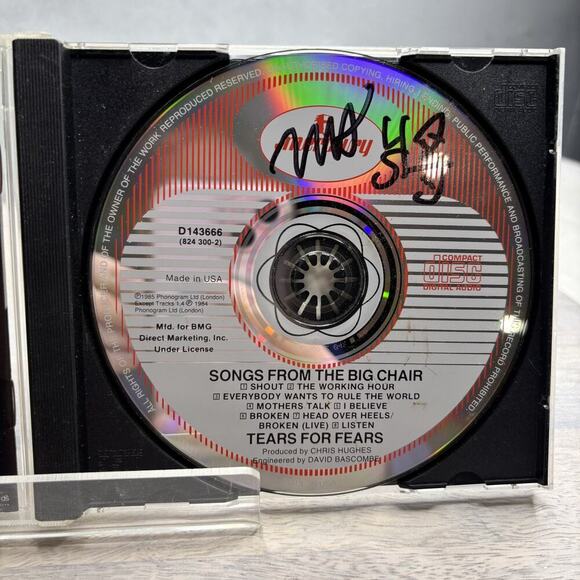 ALL RIGHTS OF THE PRODUCER AND OF THE OWNER OF THE WORK REPRODUCED RESERVED UNAUTHORISED COPYING, HIRING, LENDING, PUBLIC PERFORMANCE AND BROADCASTING OF THIS RECORD PROHIBITED.
mercury
D143666
(824 300-2)
Made in USA
COMPACT
disc
DIGITAL AUDIO
℗1985 Phonogram Ltd (London)
Except Tracks 1,4 ℗ 1984
Phonogram Ltd (London)
Mfd. for BMG
Direct Marketing, Inc.
Under License
SONGS FROM THE BIG CHAIR
1 SHOUT 2 THE WORKING HOUR
3 EVERYBODY WANTS TO RULE THE WORLD
4 MOTHERS TALK 5 I BELIEVE
6 BROKEN 7 HEAD OVER HEELS/
BROKEN (LIVE) 8 LISTEN
TEARS FOR FEARS
Produced by CHRIS HUGHES
Engineered by DAVID BASCOMBE